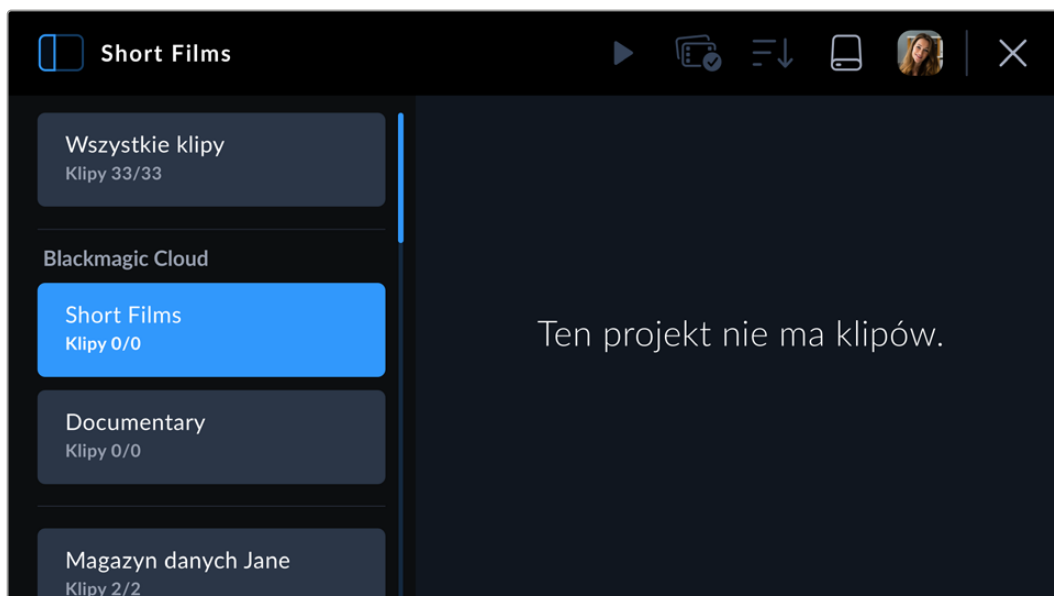 Short Films
Wszystkie klipy
Klipy 33/33
Blackmagic Cloud
Short Films
Klipy 0/0
Documentary
Klipy 0/0
Magazyn danych Jane
Klipy 2/2
Ten projekt nie ma klipów.